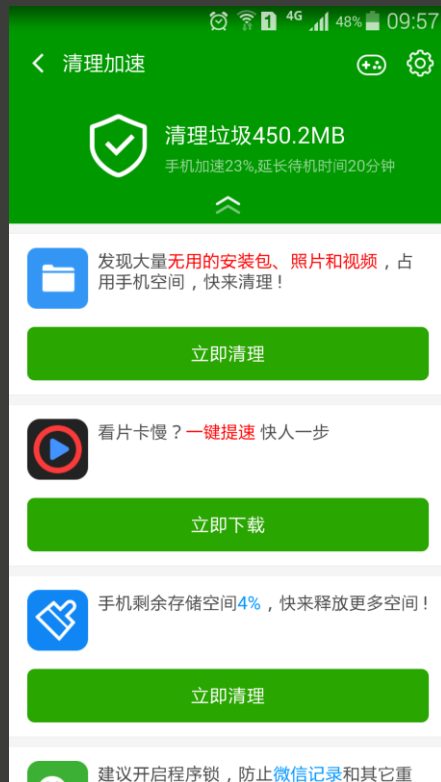 1 4G 48% 09:57
清理加速
清理垃圾450.2MB
手机加速23%,延长待机时间20分钟
发现大量无用的安装包、照片和视频，占
用手机空间，快来清理！
立即清理
看片卡慢？一键提速 快人一步
立即下载
手机剩余存储空间4%，快来释放更多空间！
立即清理
建议开启程序锁，防止微信记录和其它重